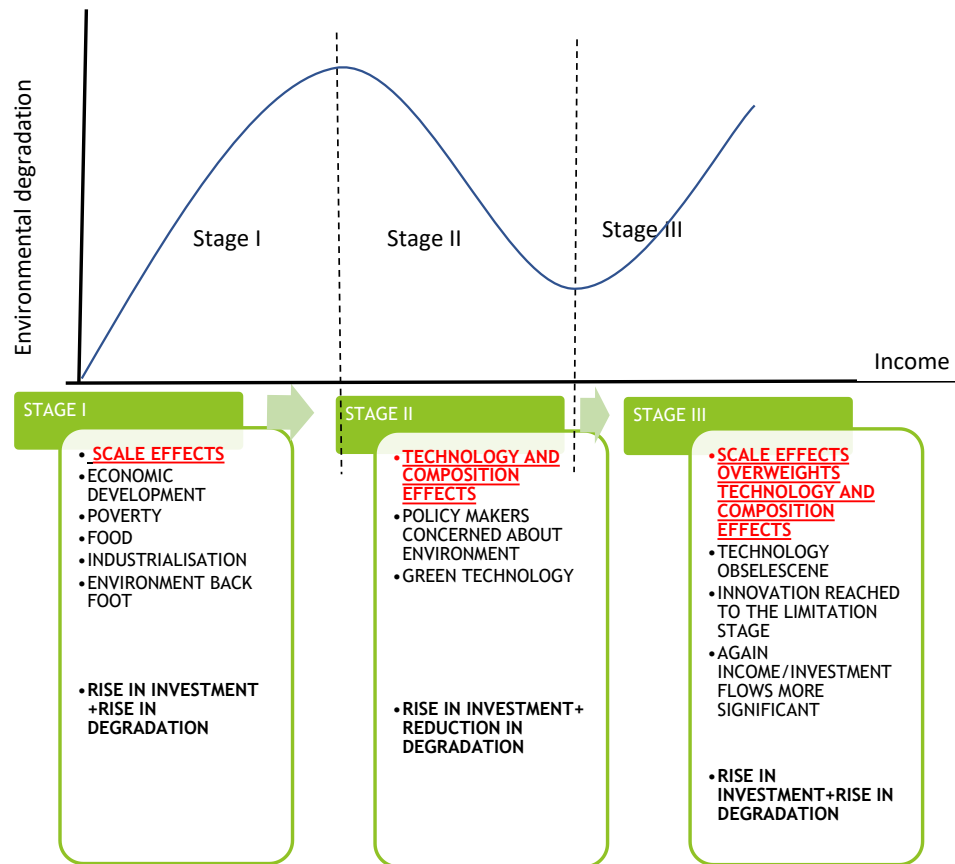 Environmental degradation
Stage I
Stage II
Stage III
Income
STAGE I
• SCALE EFFECTS
•ECONOMIC
DEVELOPMENT
•POVERTY
•FOOD
•INDUSTRIALISATION
•ENVIRONMENT BACK
FOOT
•RISE IN INVESTMENT
+RISE IN
DEGRADATION
STAGE II
•TECHNOLOGY AND
COMPOSITION
EFFECTS
•POLICY MAKERS
CONCERNED ABOUT
ENVIRONMENT
•GREEN TECHNOLOGY
•RISE IN INVESTMENT+
REDUCTION IN
DEGRADATION
STAGE III
•SCALE EFFECTS
OVERWEIGHTS
TECHNOLOGY AND
COMPOSITION
EFFECTS
•TECHNOLOGY
OBSELESCENE
•INNOVATION REACHED
TO THE LIMITATION
STAGE
•AGAIN
INCOME/INVESTMENT
FLOWS MORE
SIGNIFICANT
•RISE IN
INVESTMENT+RISE IN
DEGRADATION